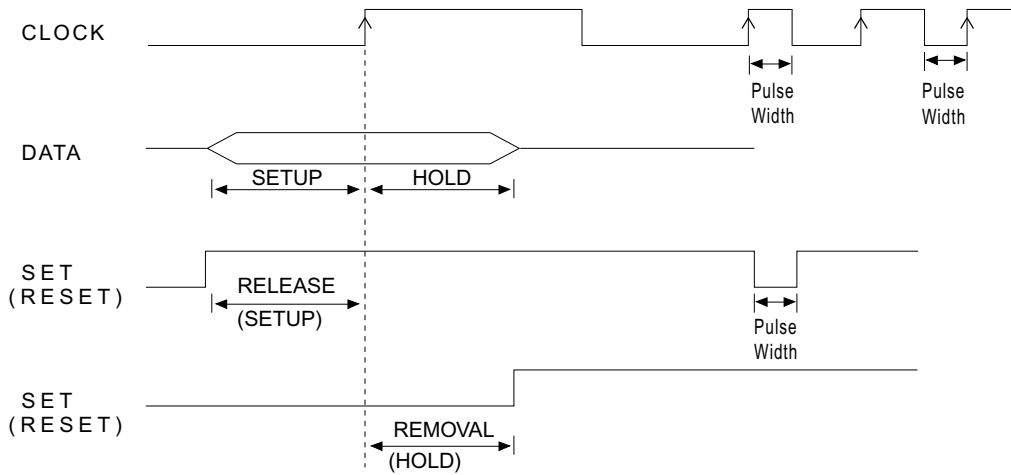 CLOCK
Pulse
Width
Pulse
Width
DATA
SETUP
HOLD
SET
(RESET)
RELEASE
(SETUP)
Pulse
Width
SET
(RESET)
REMOVAL
(HOLD)